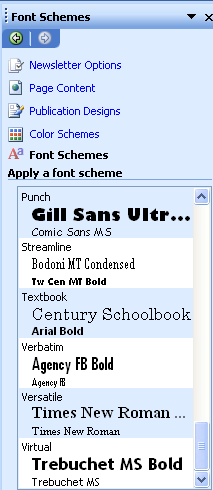 Font Schemes
Newsletter Options
Page Content
Publication Designs
Color Schemes
Font Schemes
Apply a font scheme
Punch
Gill Sans Ultr...
Comic Sans MS
Streamline
Bodoni MT Condensed
Tw Cen MT Bold
Textbook
Century Schoolbook
Arial Bold
Verbatim
Agency FB Bold
Agency FB
Versatile
Times New Roman ...
Times New Roman
Virtual
Trebuchet MS Bold
Trebuchet MS